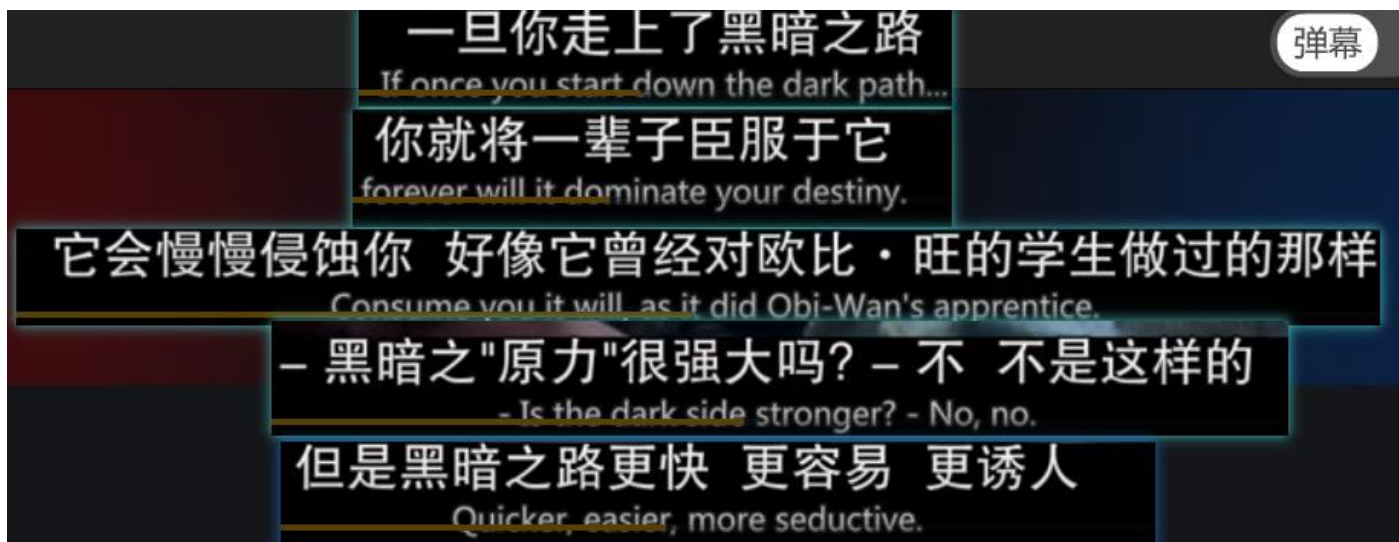 一旦你走上了黑暗之路
弹幕
If once you start down the dark path...
你就将一辈子臣服于它
forever will it dominate your destiny.
它会慢慢侵蚀你 好像它曾经对欧比·旺的学生做过的那样
Consume you it will, as it did Obi-Wan's apprentice.
– 黑暗之"原力"很强大吗? – 不 不是这样的
- Is the dark side stronger? - No, no.
但是黑暗之路更快 更容易 更诱人
Quicker, easier, more seductive.